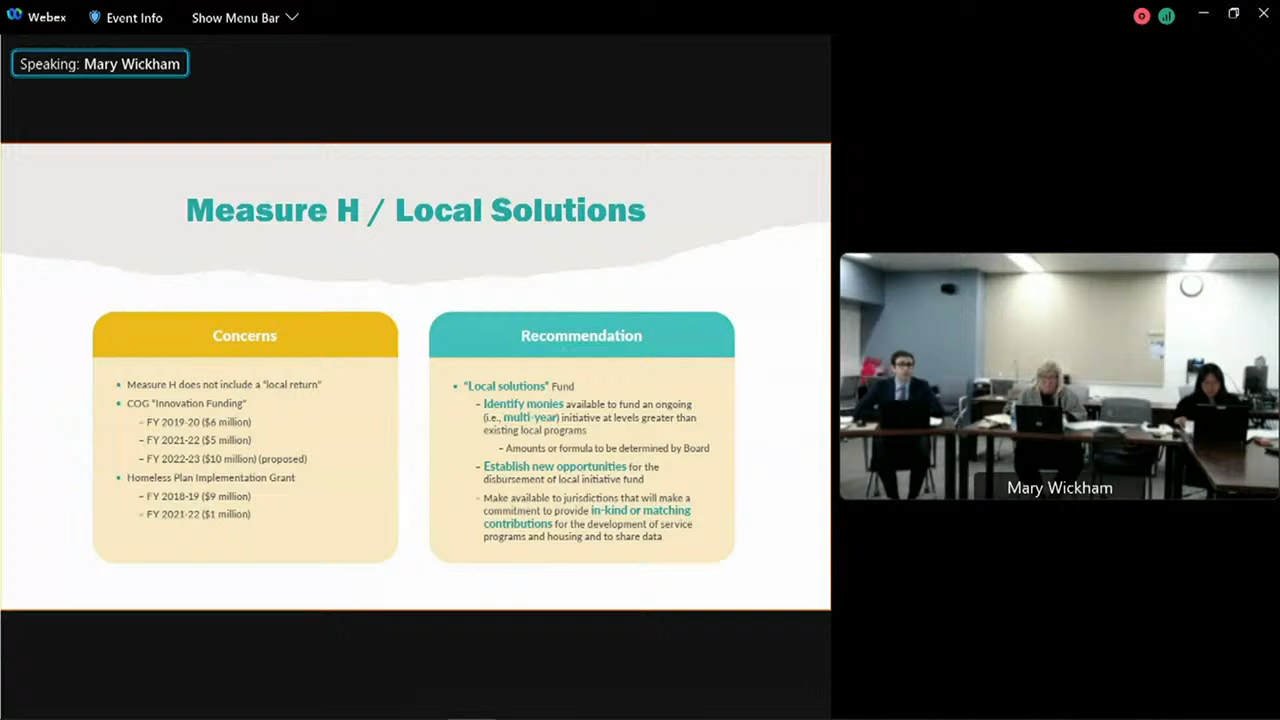 Webex
Event Info
Show Menu Bar
Speaking: Mary Wickham
Measure H / Local Solutions
Concerns
• Measure H does not include a "local return"
• COG "Innovation Funding"
– FY 2019-20 ($6 million)
– FY 2021-22 ($5 million)
– FY 2022-23 ($10 million) (proposed)
• Homeless Plan Implementation Grant
– FY 2018-19 ($9 million)
– FY 2021-22 ($1 million)
Recommendation
• "Local solutions" Fund
– Identify monies available to fund an ongoing
(i.e., multi-year) initiative at levels greater than
existing local programs
– Amounts or formula to be determined by Board
– Establish new opportunities for the
disbursement of local initiative fund
– Make available to jurisdictions that will make a
commitment to provide in-kind or matching
contributions for the development of service
programs and housing and to share data
Mary Wickham